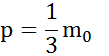 p = 1/3 m₀